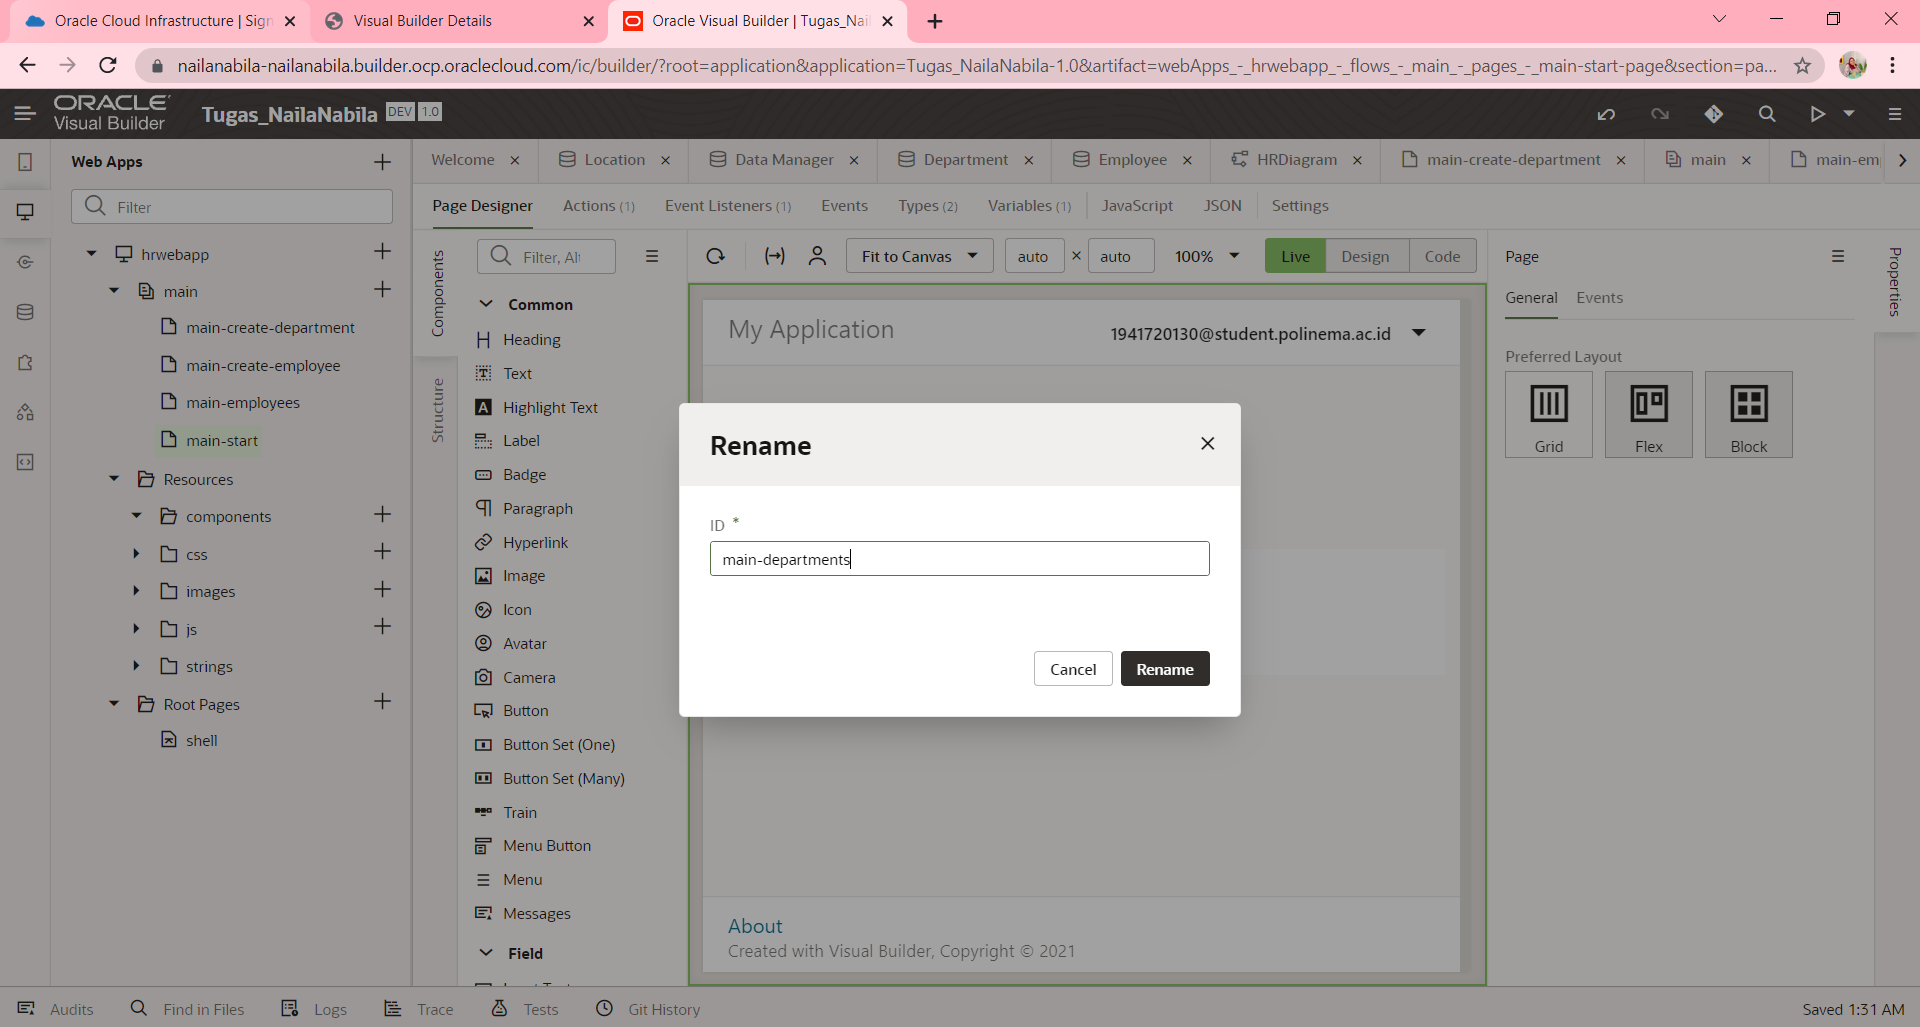 Oracle Cloud Infrastructure | Sign
Visual Builder Details
Oracle Visual Builder | Tugas_Nail
nailanabila-nailanabila.builder.ocp.oraclecloud.com/ic/builder/?root=application&application=Tugas_NailaNabila-1.0&artifact=webApps_-_hrwebapp_-_flows_-_main_-_pages_-_main-start-page&section=pa...
ORACLE
Visual Builder
Tugas_NailaNabila DEV 1.0
Web Apps
Filter
hrwebapp
main
main-create-department
main-create-employee
main-employees
main-start
Resources
components
css
images
js
strings
Root Pages
shell
Welcome
Location
Data Manager
Department
Employee
HRDiagram
main-create-department
main
main-em
Page Designer
Actions (1)
Event Listeners (1)
Events
Types (2)
Variables (1)
JavaScript
JSON
Settings
Components
Structure
Filter, Alt
Common
Heading
Text
Highlight Text
Label
Badge
Paragraph
Hyperlink
Image
Icon
Avatar
Camera
Button
Button Set (One)
Button Set (Many)
Train
Menu Button
Menu
Messages
Field
Fit to Canvas
auto × auto
100%
Live
Design
Code
My Application
1941720130@student.polinema.ac.id
Rename
ID *
main-departments
Cancel
Rename
About
Created with Visual Builder, Copyright © 2021
Page
General
Events
Preferred Layout
Grid
Flex
Block
Properties
Audits
Find in Files
Logs
Trace
Tests
Git History
Saved 1:31 AM